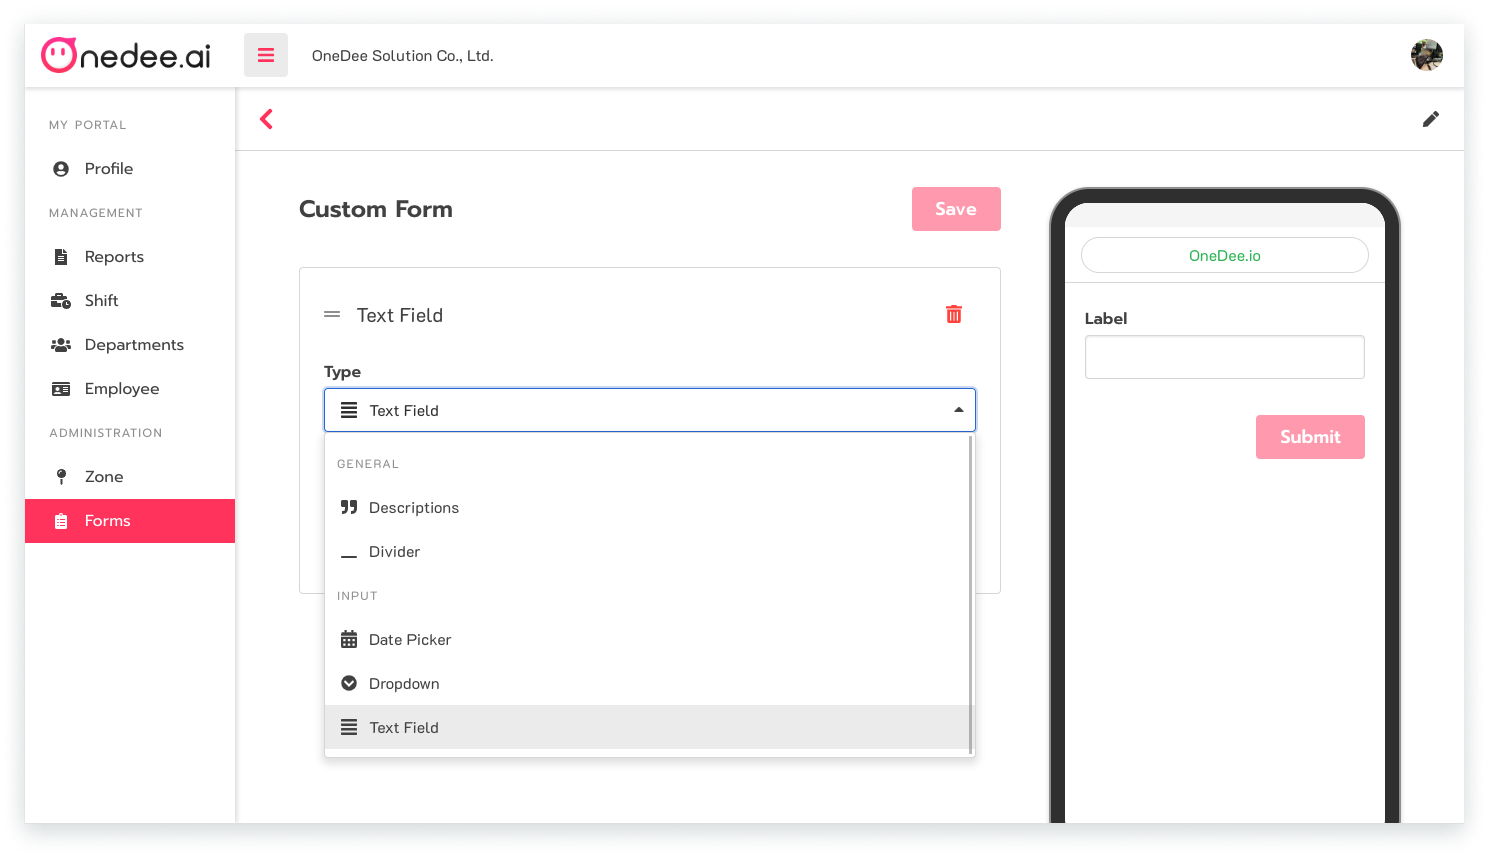 Onedee.ai
OneDee Solution Co., Ltd.
MY PORTAL
Profile
MANAGEMENT
Reports
Shift
Departments
Employee
ADMINISTRATION
Zone
Forms
Custom Form
Save
Text Field
Type
Text Field
GENERAL
Descriptions
Divider
INPUT
Date Picker
Dropdown
Text Field
OneDee.io
Label
Submit